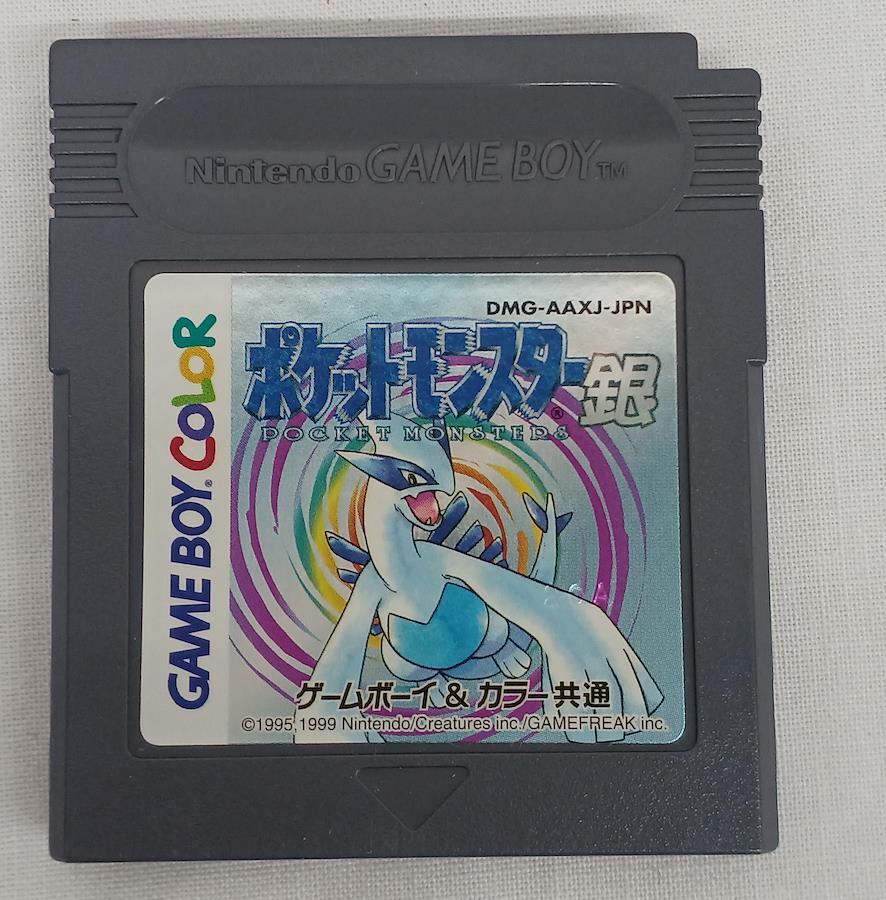 Nintendo GAME BOY TM
GAME BOY COLOR
DMG-AAXJ-JPN
ポケットモンスター銀
POCKET MONSTERS
ゲームボーイ & カラー共通
©1995,1999 Nintendo/Creatures inc./GAMEFREAK inc.